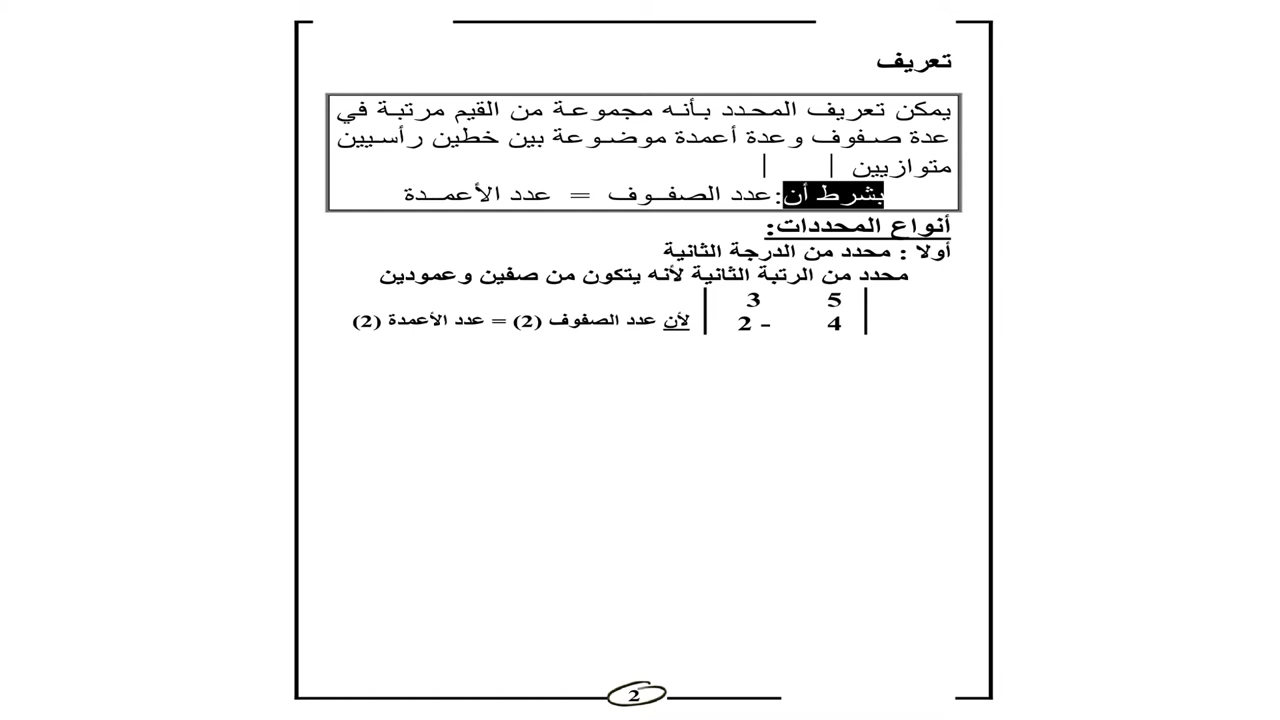 تعريف
يمكن تعريف المحدد بأنه مجموعة من القيم مرتبة في
عدة صفوف وعدة أعمدة موضوعة بين خطين رأسيين
متوازيين | |
بشرط أن: عدد الصفوف = عدد الأعمدة
أنواع المحددات:
أولا : محدد من الدرجة الثانية
محدد من الرتبة الثانية لأنه يتكون من صفين وعمودين
| 5 3 |
| 4 2 - | لأن عدد الصفوف (2) = عدد الأعمدة (2)
2